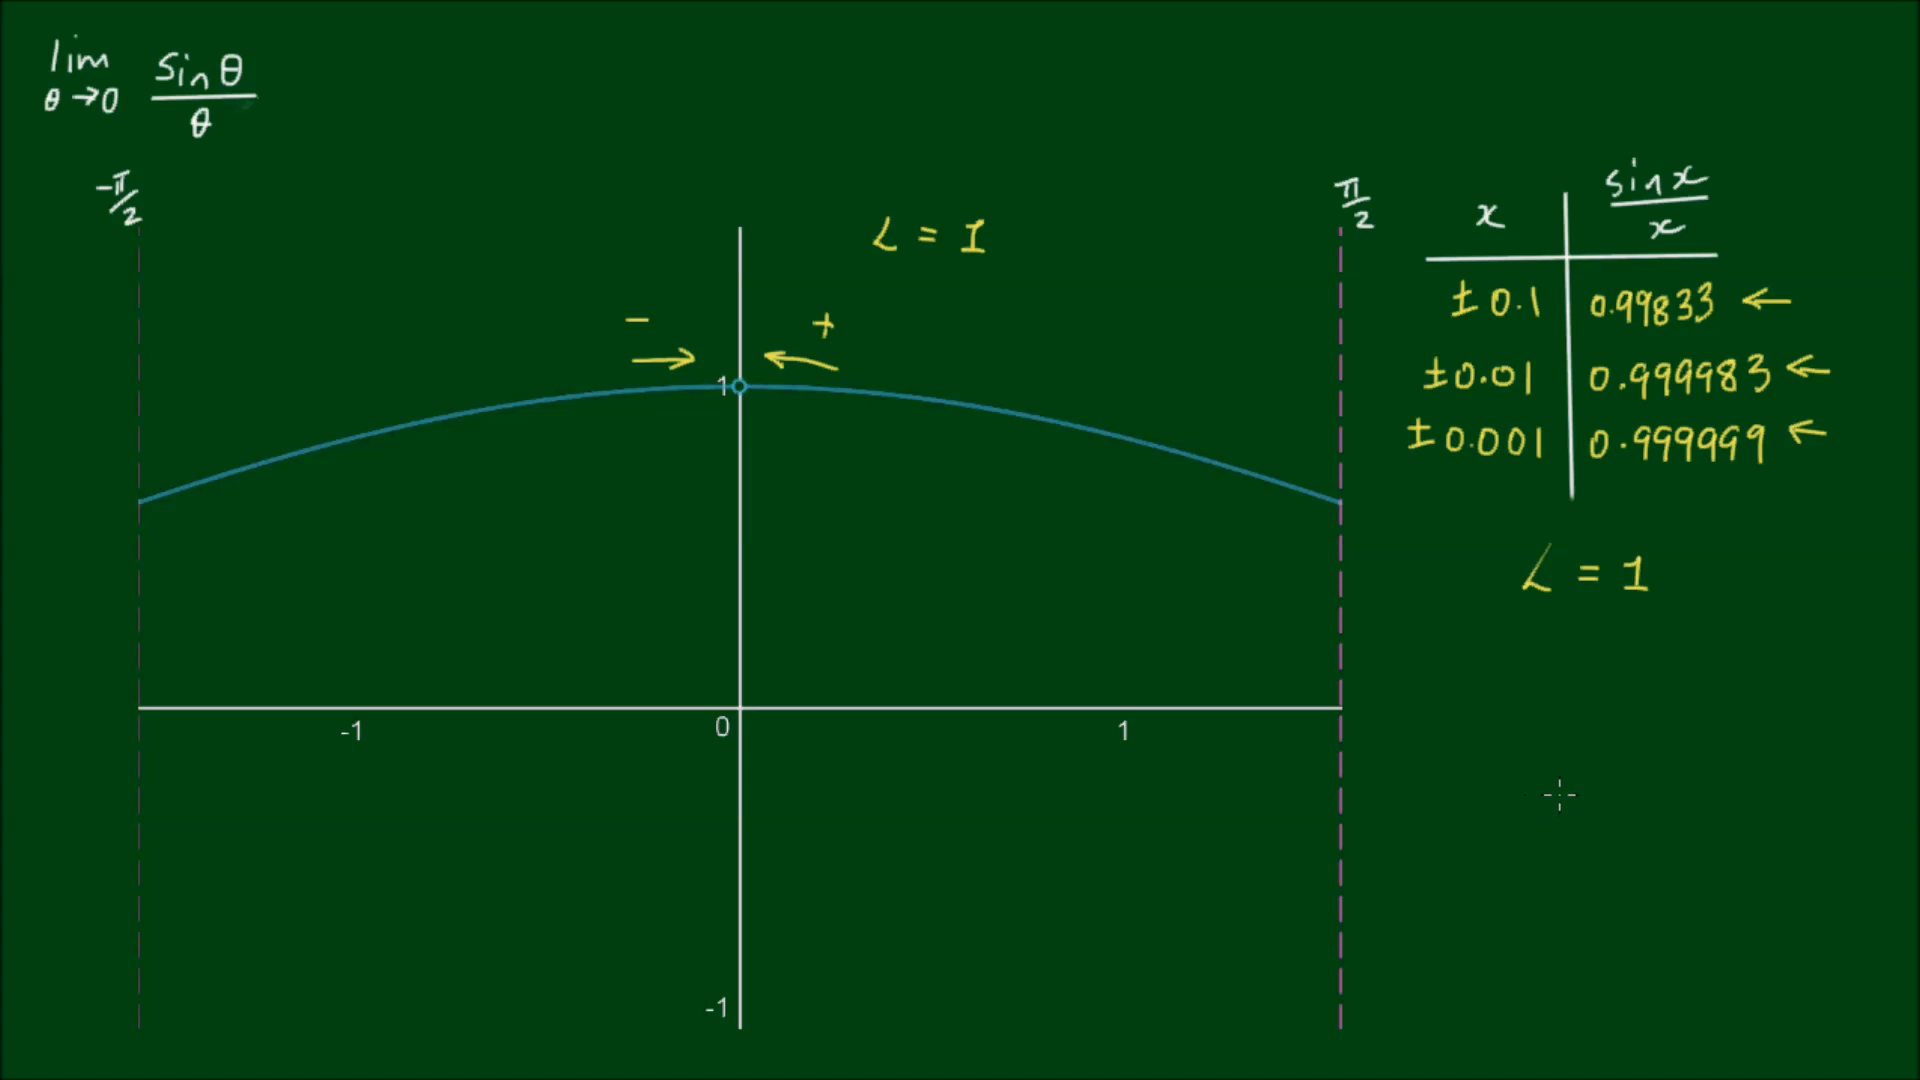 lim θ→0 sinθ/θ
-π/2
π/2
L = 1
x | sinx/x
±0.1 | 0.99833 ←
±0.01 | 0.999983 ←
±0.001 | 0.999999 ←
L = 1
- +
→ ←
1
-1 0 1
-1